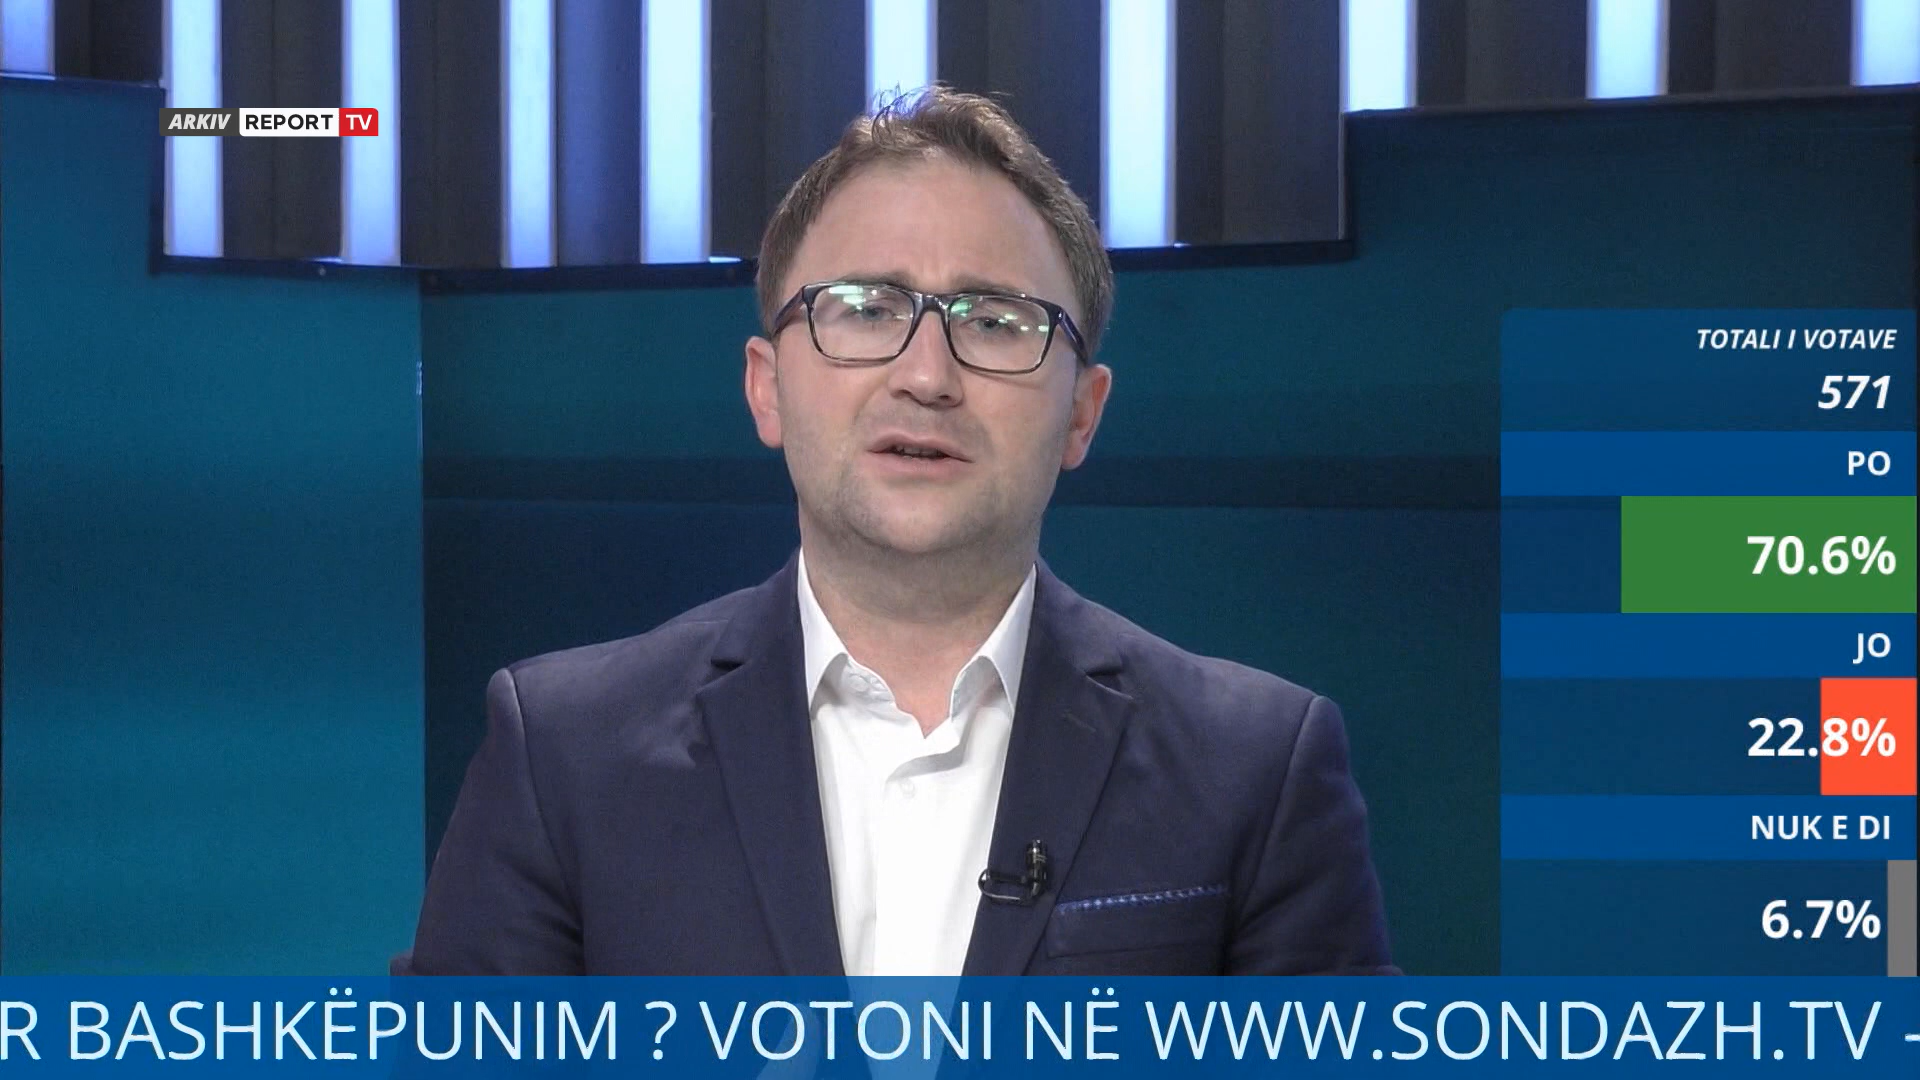 ARKIV REPORT TV
TOTALI I VOTAVE
571
PO
70.6%
JO
22.8%
NUK E DI
6.7%
R BASHKËPUNIM ? VOTONI NË WWW.SONDAZH.TV -